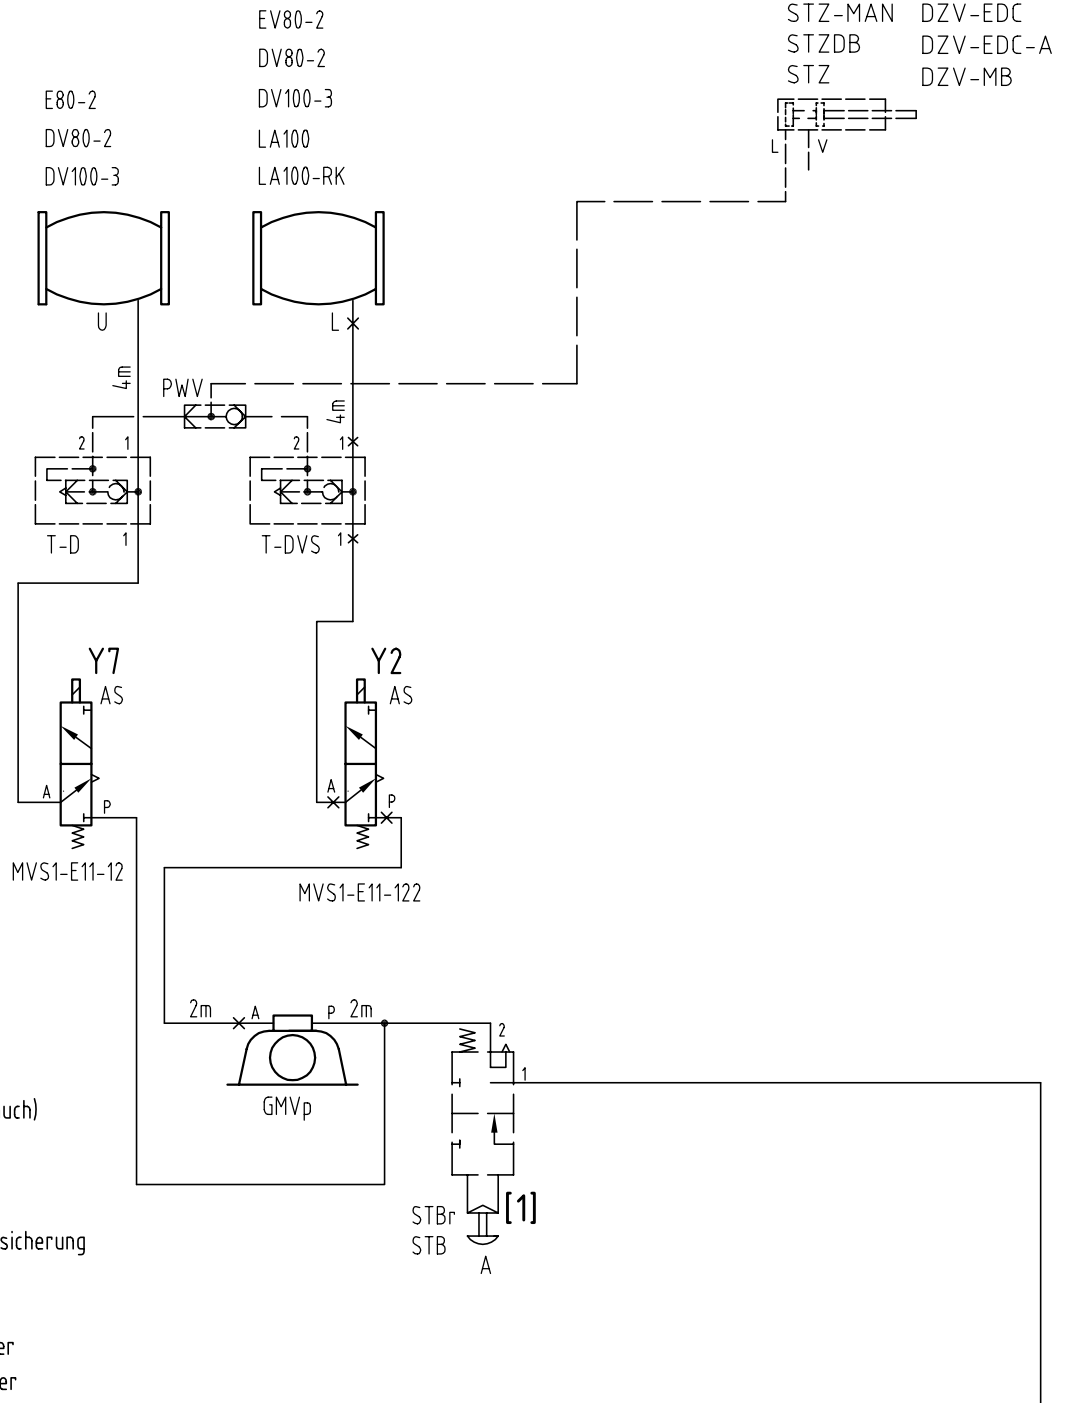 EV80-2
DV80-2
DV100-3
LA100
LA100-RK
E80-2
DV80-2
DV100-3
STZ-MAN DZV-EDC
STZDB DZV-EDC-A
STZ DZV-MB
L V
U
L
4m
PWV
4m
2 1
2 1
T-D 1
T-DVS 1
Y7
AS
Y2
AS
A
P
A
P
MVS1-E11-12
MVS1-E11-122
2m A P 2m
2
1
GMVp
uch)
[1]
STBr
STB
A
sicherung
er
er